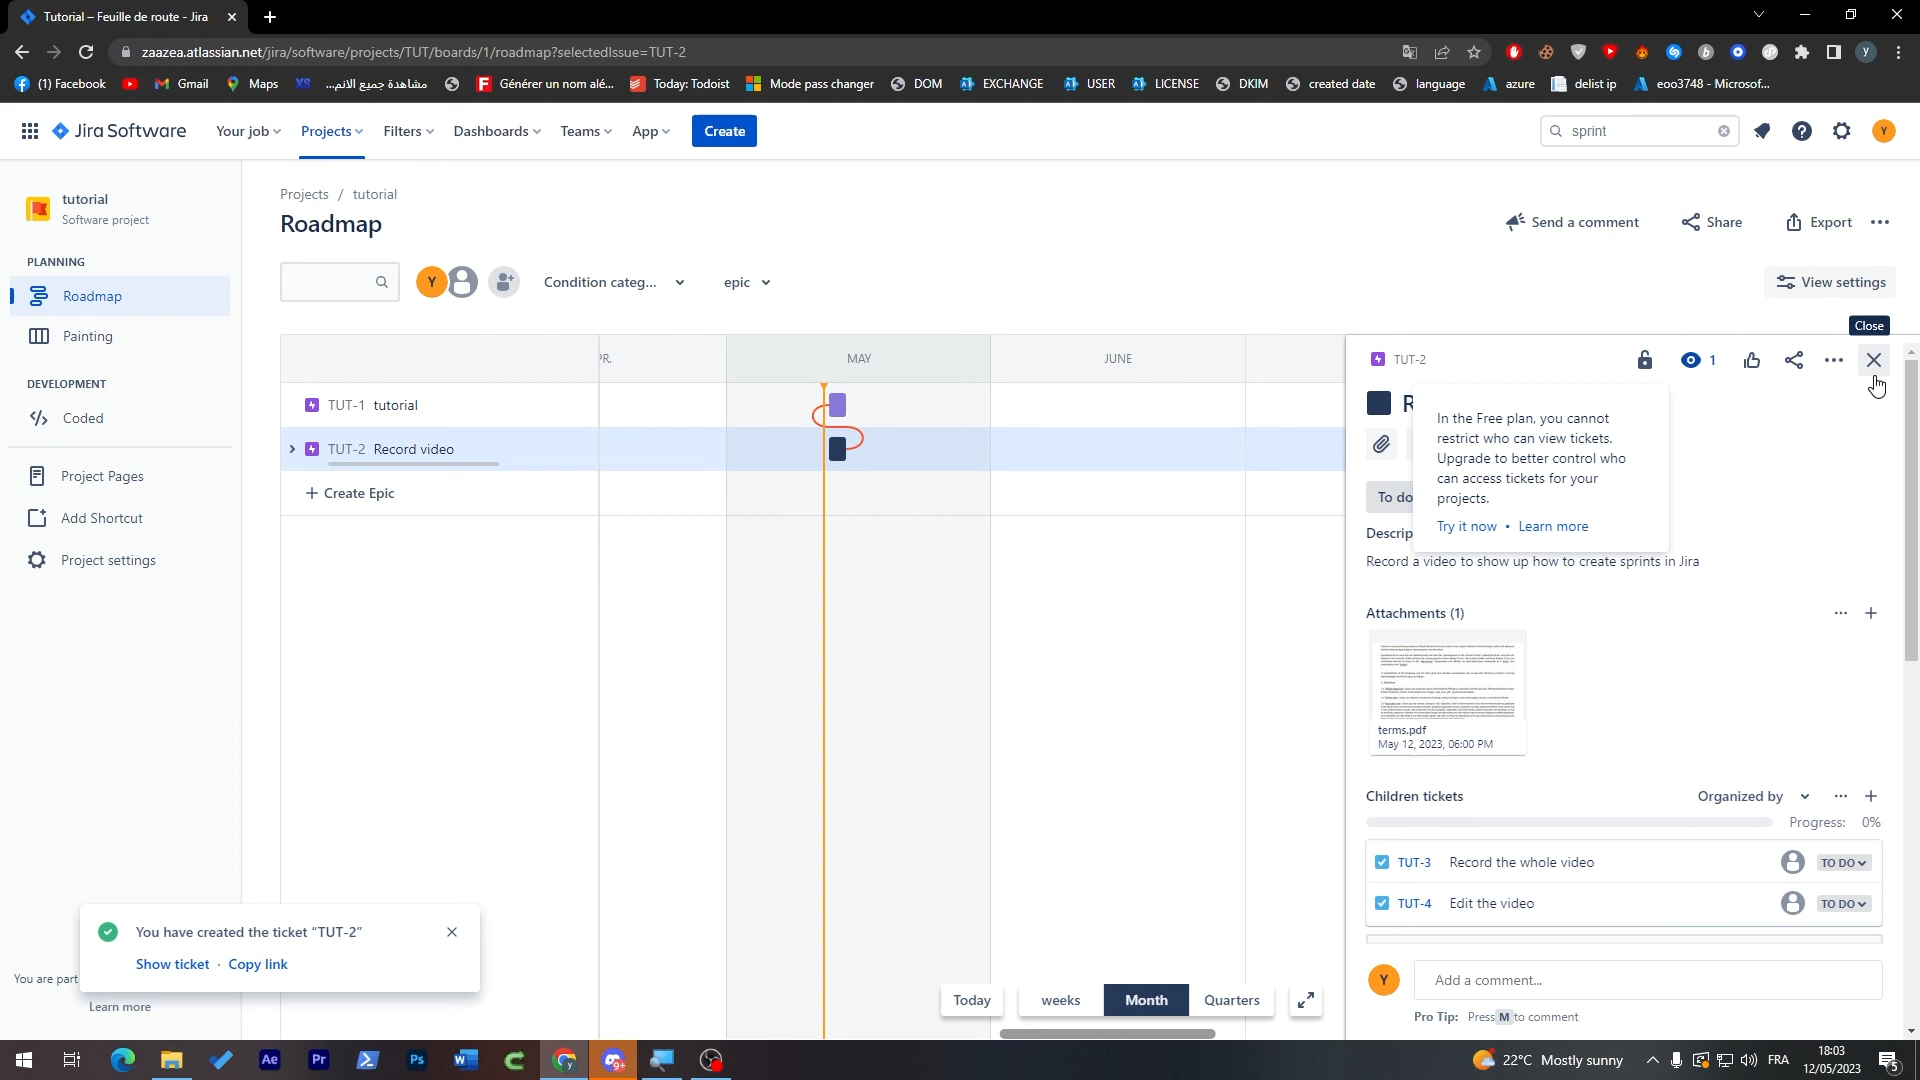 Tutorial – Feuille de route - Jira
zaazea.atlassian.net/jira/software/projects/TUT/boards/1/roadmap?selectedIssue=TUT-2
(1) Facebook
Gmail
Maps
XS
مشاهدة جميع الانم...
Générer un nom alé...
Today: Todoist
Mode pass changer
DOM
EXCHANGE
USER
LICENSE
DKIM
created date
language
azure
delist ip
eoo3748 - Microsof...
Jira Software
Your job
Projects
Filters
Dashboards
Teams
App
Create
sprint
Y
tutorial
Software project
PLANNING
Roadmap
Painting
DEVELOPMENT
Coded
Project Pages
Add Shortcut
Project settings
Projects / tutorial
Roadmap
Send a comment
Share
Export
Y
Condition categ...
epic
View settings
Close
PR.
MAY
JUNE
TUT-1 tutorial
TUT-2 Record video
+ Create Epic
TUT-2
1
R
In the Free plan, you cannot
restrict who can view tickets.
Upgrade to better control who
can access tickets for your
projects.
Try it now • Learn more
To do
Descrip
Record a video to show up how to create sprints in Jira
Attachments (1)
terms.pdf
May 12, 2023, 06:00 PM
Children tickets
Organized by
Progress: 0%
TUT-3 Record the whole video
TO DO
TUT-4 Edit the video
TO DO
Y
Add a comment...
Pro Tip: Press M to comment
You have created the ticket “TUT-2”
Show ticket · Copy link
You are part
Learn more
Today
weeks
Month
Quarters
Ae
Pr
Ps
9+
22°C Mostly sunny
FRA
18:03
12/05/2023
5